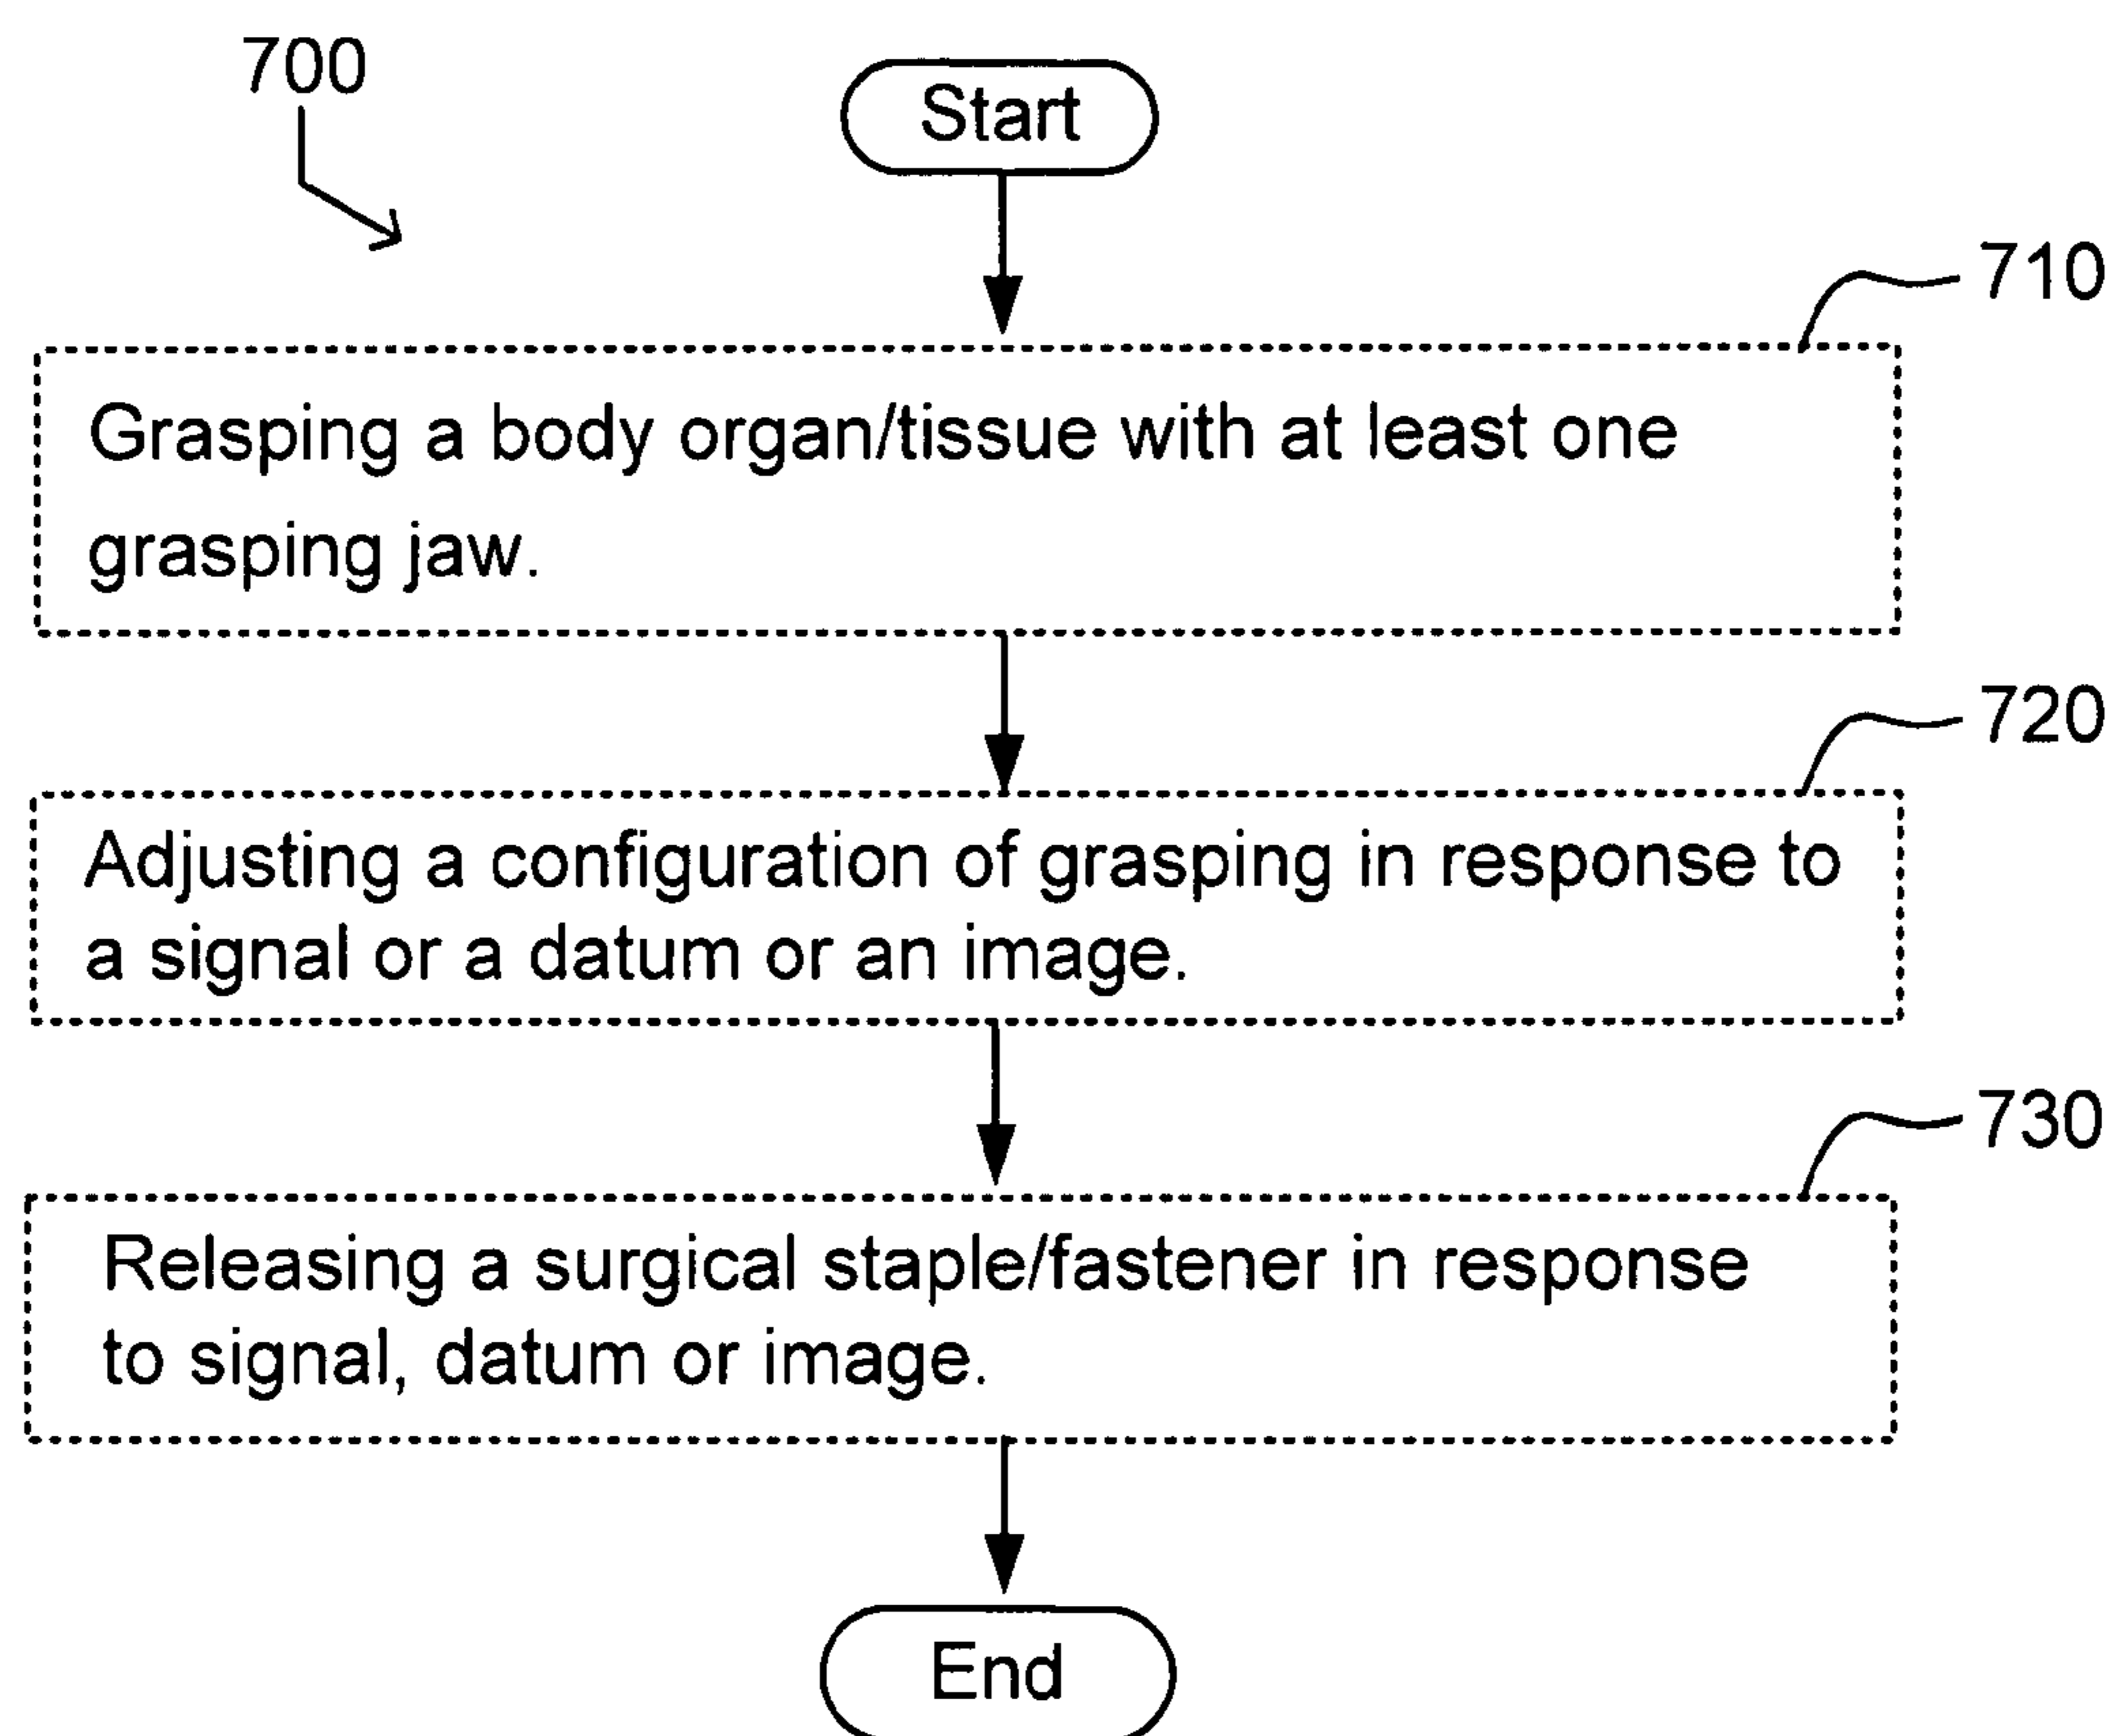 700
Start
710
Grasping a body organ/tissue with at least one
grasping jaw.
720
Adjusting a configuration of grasping in response to
a signal or a datum or an image.
730
Releasing a surgical staple/fastener in response
to signal, datum or image.
End